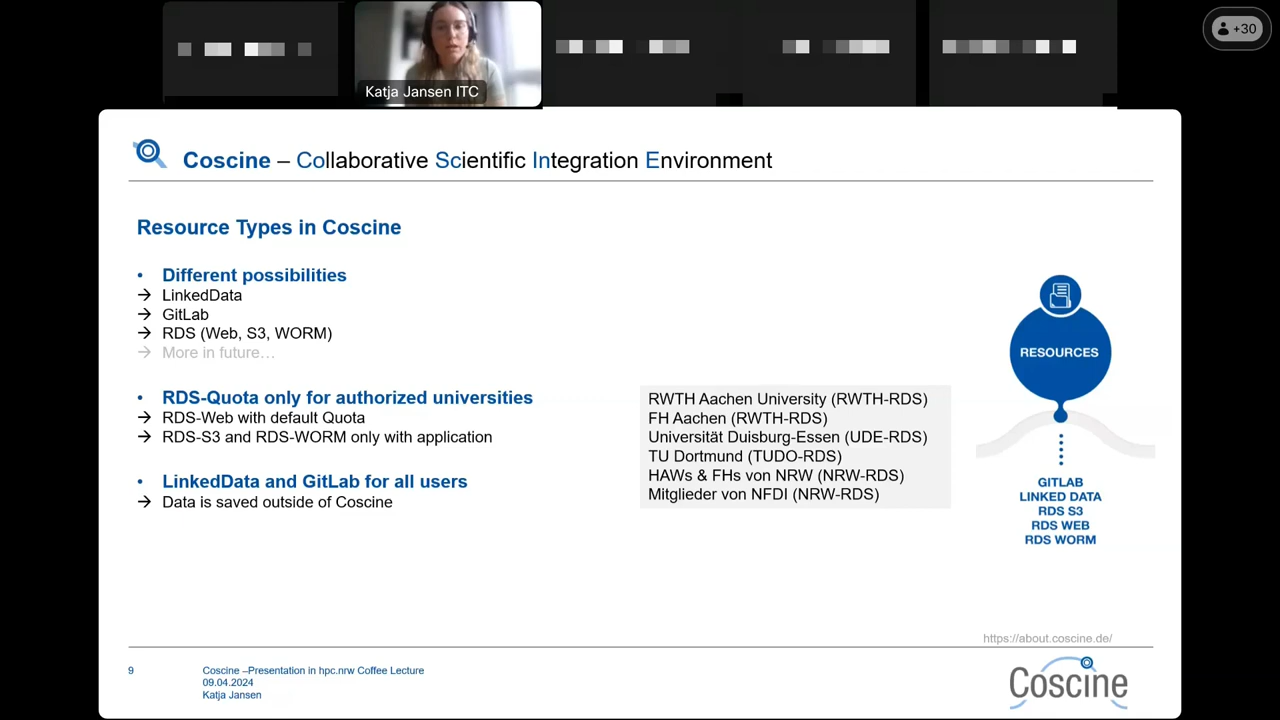 +30
Katja Jansen ITC
Coscine – Collaborative Scientific Integration Environment
Resource Types in Coscine
• Different possibilities
→ LinkedData
→ GitLab
→ RDS (Web, S3, WORM)
→ More in future…
• RDS-Quota only for authorized universities
→ RDS-Web with default Quota
→ RDS-S3 and RDS-WORM only with application
• LinkedData and GitLab for all users
→ Data is saved outside of Coscine
RWTH Aachen University (RWTH-RDS)
FH Aachen (RWTH-RDS)
Universität Duisburg-Essen (UDE-RDS)
TU Dortmund (TUDO-RDS)
HAWs & FHs von NRW (NRW-RDS)
Mitglieder von NFDI (NRW-RDS)
RESOURCES
GITLAB
LINKED DATA
RDS S3
RDS WEB
RDS WORM
https://about.coscine.de/
9
Coscine –Presentation in hpc.nrw Coffee Lecture
09.04.2024
Katja Jansen
Coscine